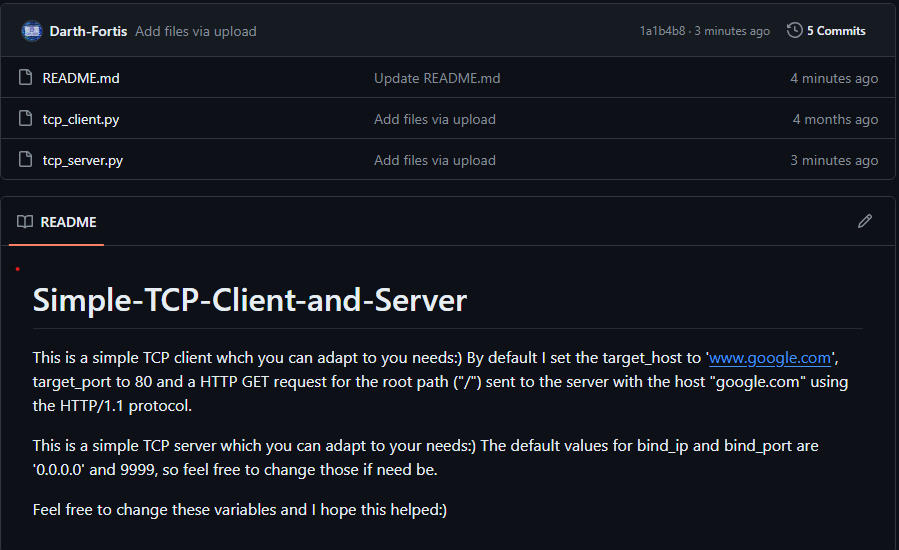 Darth-Fortis Add files via upload 1a1b4b8 · 3 minutes ago 5 Commits
README.md Update README.md 4 minutes ago
tcp_client.py Add files via upload 4 months ago
tcp_server.py Add files via upload 3 minutes ago
README
Simple-TCP-Client-and-Server
This is a simple TCP client whch you can adapt to you needs:) By default I set the target_host to 'www.google.com',
target_port to 80 and a HTTP GET request for the root path ("/") sent to the server with the host "google.com" using
the HTTP/1.1 protocol.
This is a simple TCP server which you can adapt to your needs:) The default values for bind_ip and bind_port are
'0.0.0.0' and 9999, so feel free to change those if need be.
Feel free to change these variables and I hope this helped:)